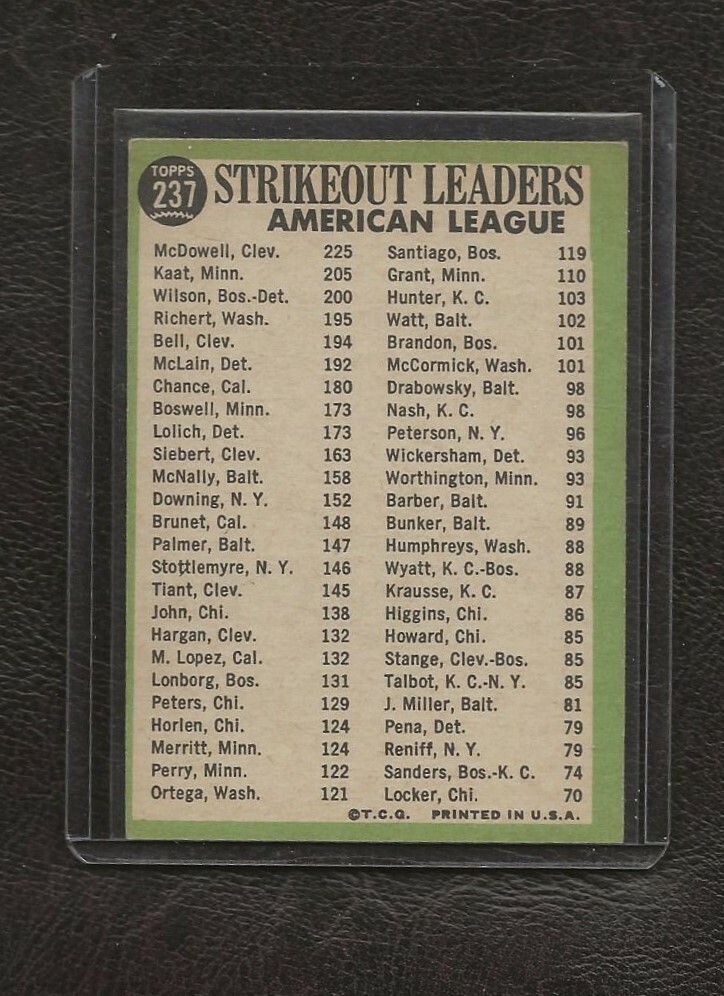 TOPPS
237
STRIKEOUT LEADERS
AMERICAN LEAGUE
McDowell, Clev. 225
Kaat, Minn. 205
Wilson, Bos.-Det. 200
Richert, Wash. 195
Bell, Clev. 194
McLain, Det. 192
Chance, Cal. 180
Boswell, Minn. 173
Lolich, Det. 173
Siebert, Clev. 163
McNally, Balt. 158
Downing, N. Y. 152
Brunet, Cal. 148
Palmer, Balt. 147
Stottlemyre, N. Y. 146
Tiant, Clev. 145
John, Chi. 138
Hargan, Clev. 132
M. Lopez, Cal. 132
Lonborg, Bos. 131
Peters, Chi. 129
Horlen, Chi. 124
Merritt, Minn. 124
Perry, Minn. 122
Ortega, Wash. 121
Santiago, Bos. 119
Grant, Minn. 110
Hunter, K. C. 103
Watt, Balt. 102
Brandon, Bos. 101
McCormick, Wash. 101
Drabowsky, Balt. 98
Nash, K. C. 98
Peterson, N. Y. 96
Wickersham, Det. 93
Worthington, Minn. 93
Barber, Balt. 91
Bunker, Balt. 89
Humphreys, Wash. 88
Wyatt, K. C.-Bos. 88
Krausse, K. C. 87
Higgins, Chi. 86
Howard, Chi. 85
Stange, Clev.-Bos. 85
Talbot, K. C.-N. Y. 85
J. Miller, Balt. 81
Pena, Det. 79
Reniff, N. Y. 79
Sanders, Bos.-K. C. 74
Locker, Chi. 70
©T.C.G. PRINTED IN U.S.A.